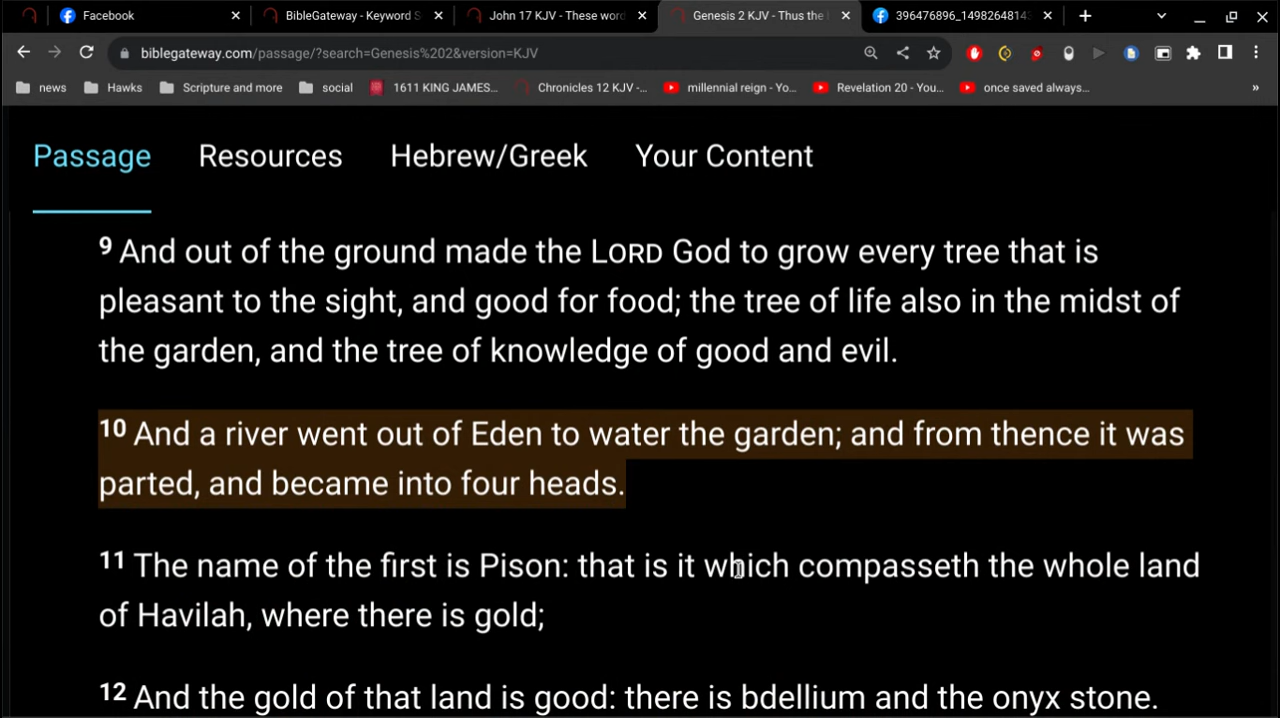 Facebook
BibleGateway - Keyword S
John 17 KJV - These word
Genesis 2 KJV - Thus the
396476896_1498264814
biblegateway.com/passage/?search=Genesis%202&version=KJV
news
Hawks
Scripture and more
social
1611 KING JAMES...
Chronicles 12 KJV -...
millennial reign - Yo...
Revelation 20 - You...
once saved always...
»
Passage
Resources
Hebrew/Greek
Your Content
9 And out of the ground made the LORD God to grow every tree that is
pleasant to the sight, and good for food; the tree of life also in the midst of
the garden, and the tree of knowledge of good and evil.
10 And a river went out of Eden to water the garden; and from thence it was
parted, and became into four heads.
11 The name of the first is Pison: that is it which compasseth the whole land
of Havilah, where there is gold;
12 And the gold of that land is good: there is bdellium and the onyx stone.